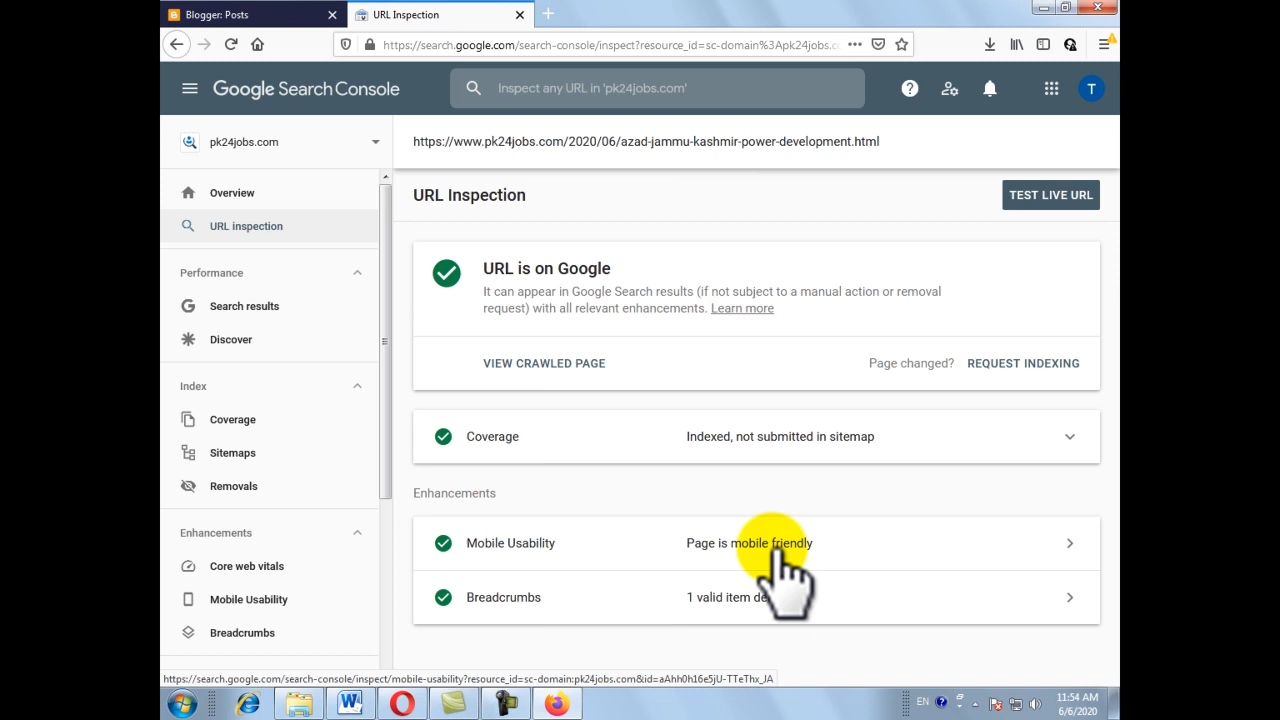 Blogger: Posts
URL Inspection
https://search.google.com/search-console/inspect?resource_id=sc-domain%3Apk24jobs.c
Google Search Console
Inspect any URL in 'pk24jobs.com'
T
pk24jobs.com
https://www.pk24jobs.com/2020/06/azad-jammu-kashmir-power-development.html
Overview
URL inspection
Performance
Search results
Discover
Index
Coverage
Sitemaps
Removals
Enhancements
Core web vitals
Mobile Usability
Breadcrumbs
URL Inspection
TEST LIVE URL
URL is on Google
It can appear in Google Search results (if not subject to a manual action or removal
request) with all relevant enhancements. Learn more
VIEW CRAWLED PAGE
Page changed? REQUEST INDEXING
Coverage
Indexed, not submitted in sitemap
Enhancements
Mobile Usability
Page is mobile friendly
Breadcrumbs
1 valid item
https://search.google.com/search-console/inspect/mobile-usability?resource_id=sc-domain:pk24jobs.com&id=aAhh0h16e5jU-TTeThx_JA
EN
11:54 AM
6/6/2020